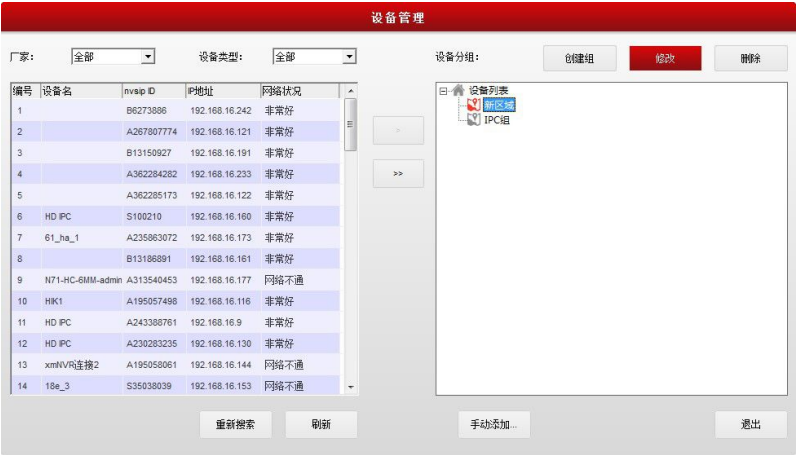 设备管理
厂家: 全部 设备类型: 全部 设备分组: 创建组 修改 删除
编号 设备名 nvsip ID IP地址 网络状况
1 B6273886 192.168.16.242 非常好
2 A267807774 192.168.16.121 非常好
3 B13150927 192.168.16.191 非常好
4 A362284282 192.168.16.233 非常好
5 A362285173 192.168.16.122 非常好
6 HD IPC S100210 192.168.16.160 非常好
7 61_ha_1 A235863072 192.168.16.173 非常好
8 B13186891 192.168.16.161 非常好
9 N71-HC-6MM-admin A313540453 192.168.16.177 网络不通
10 HIK1 A195057498 192.168.16.116 非常好
11 HD IPC A243388761 192.168.16.9 非常好
12 HD IPC A230283235 192.168.16.130 非常好
13 xmNVR连接2 A195058061 192.168.16.144 网络不通
14 18e_3 S35038039 192.168.16.153 网络不通
>
>>
设备列表
新区域
IPC组
重新搜索 刷新 手动添加... 退出